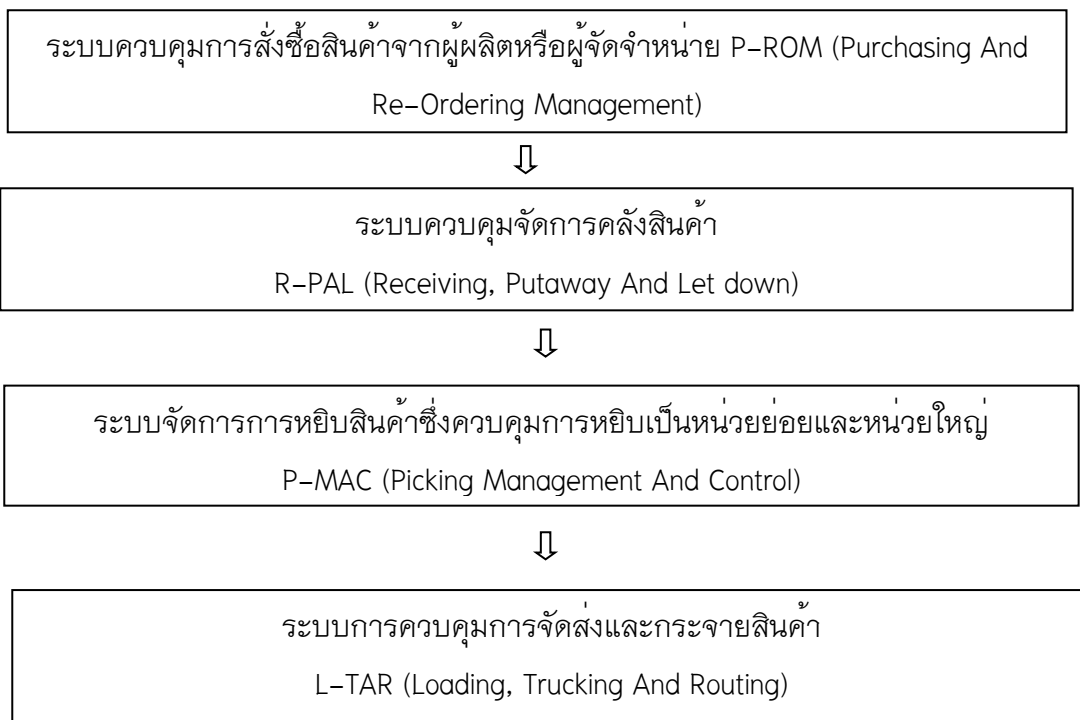 ระบบควบคุมการสั่งซื้อสินค้าจากผู้ผลิตหรือผู้จัดจำหน่าย P-ROM (Purchasing And
Re-Ordering Management)
ระบบควบคุมจัดการคลังสินค้า
R-PAL (Receiving, Putaway And Let down)
ระบบจัดการการหยิบสินค้าซึ่งควบคุมการหยิบเป็นหน่วยย่อยและหน่วยใหญ่
P-MAC (Picking Management And Control)
ระบบการควบคุมการจัดส่งและกระจายสินค้า
L-TAR (Loading, Trucking And Routing)